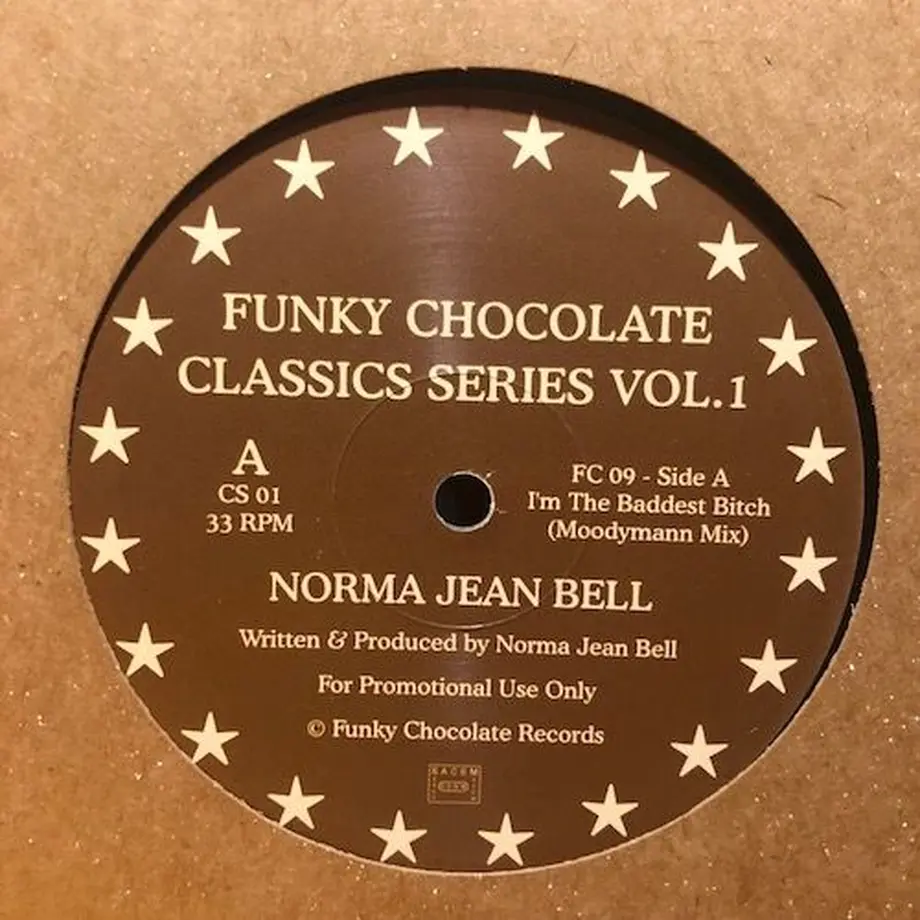 FUNKY CHOCOLATE
CLASSICS SERIES VOL.1
A
CS 01
33 RPM
FC 09 - Side A
I'm The Baddest Bitch
(Moodymann Mix)
NORMA JEAN BELL
Written & Produced by Norma Jean Bell
For Promotional Use Only
© Funky Chocolate Records
SACEM